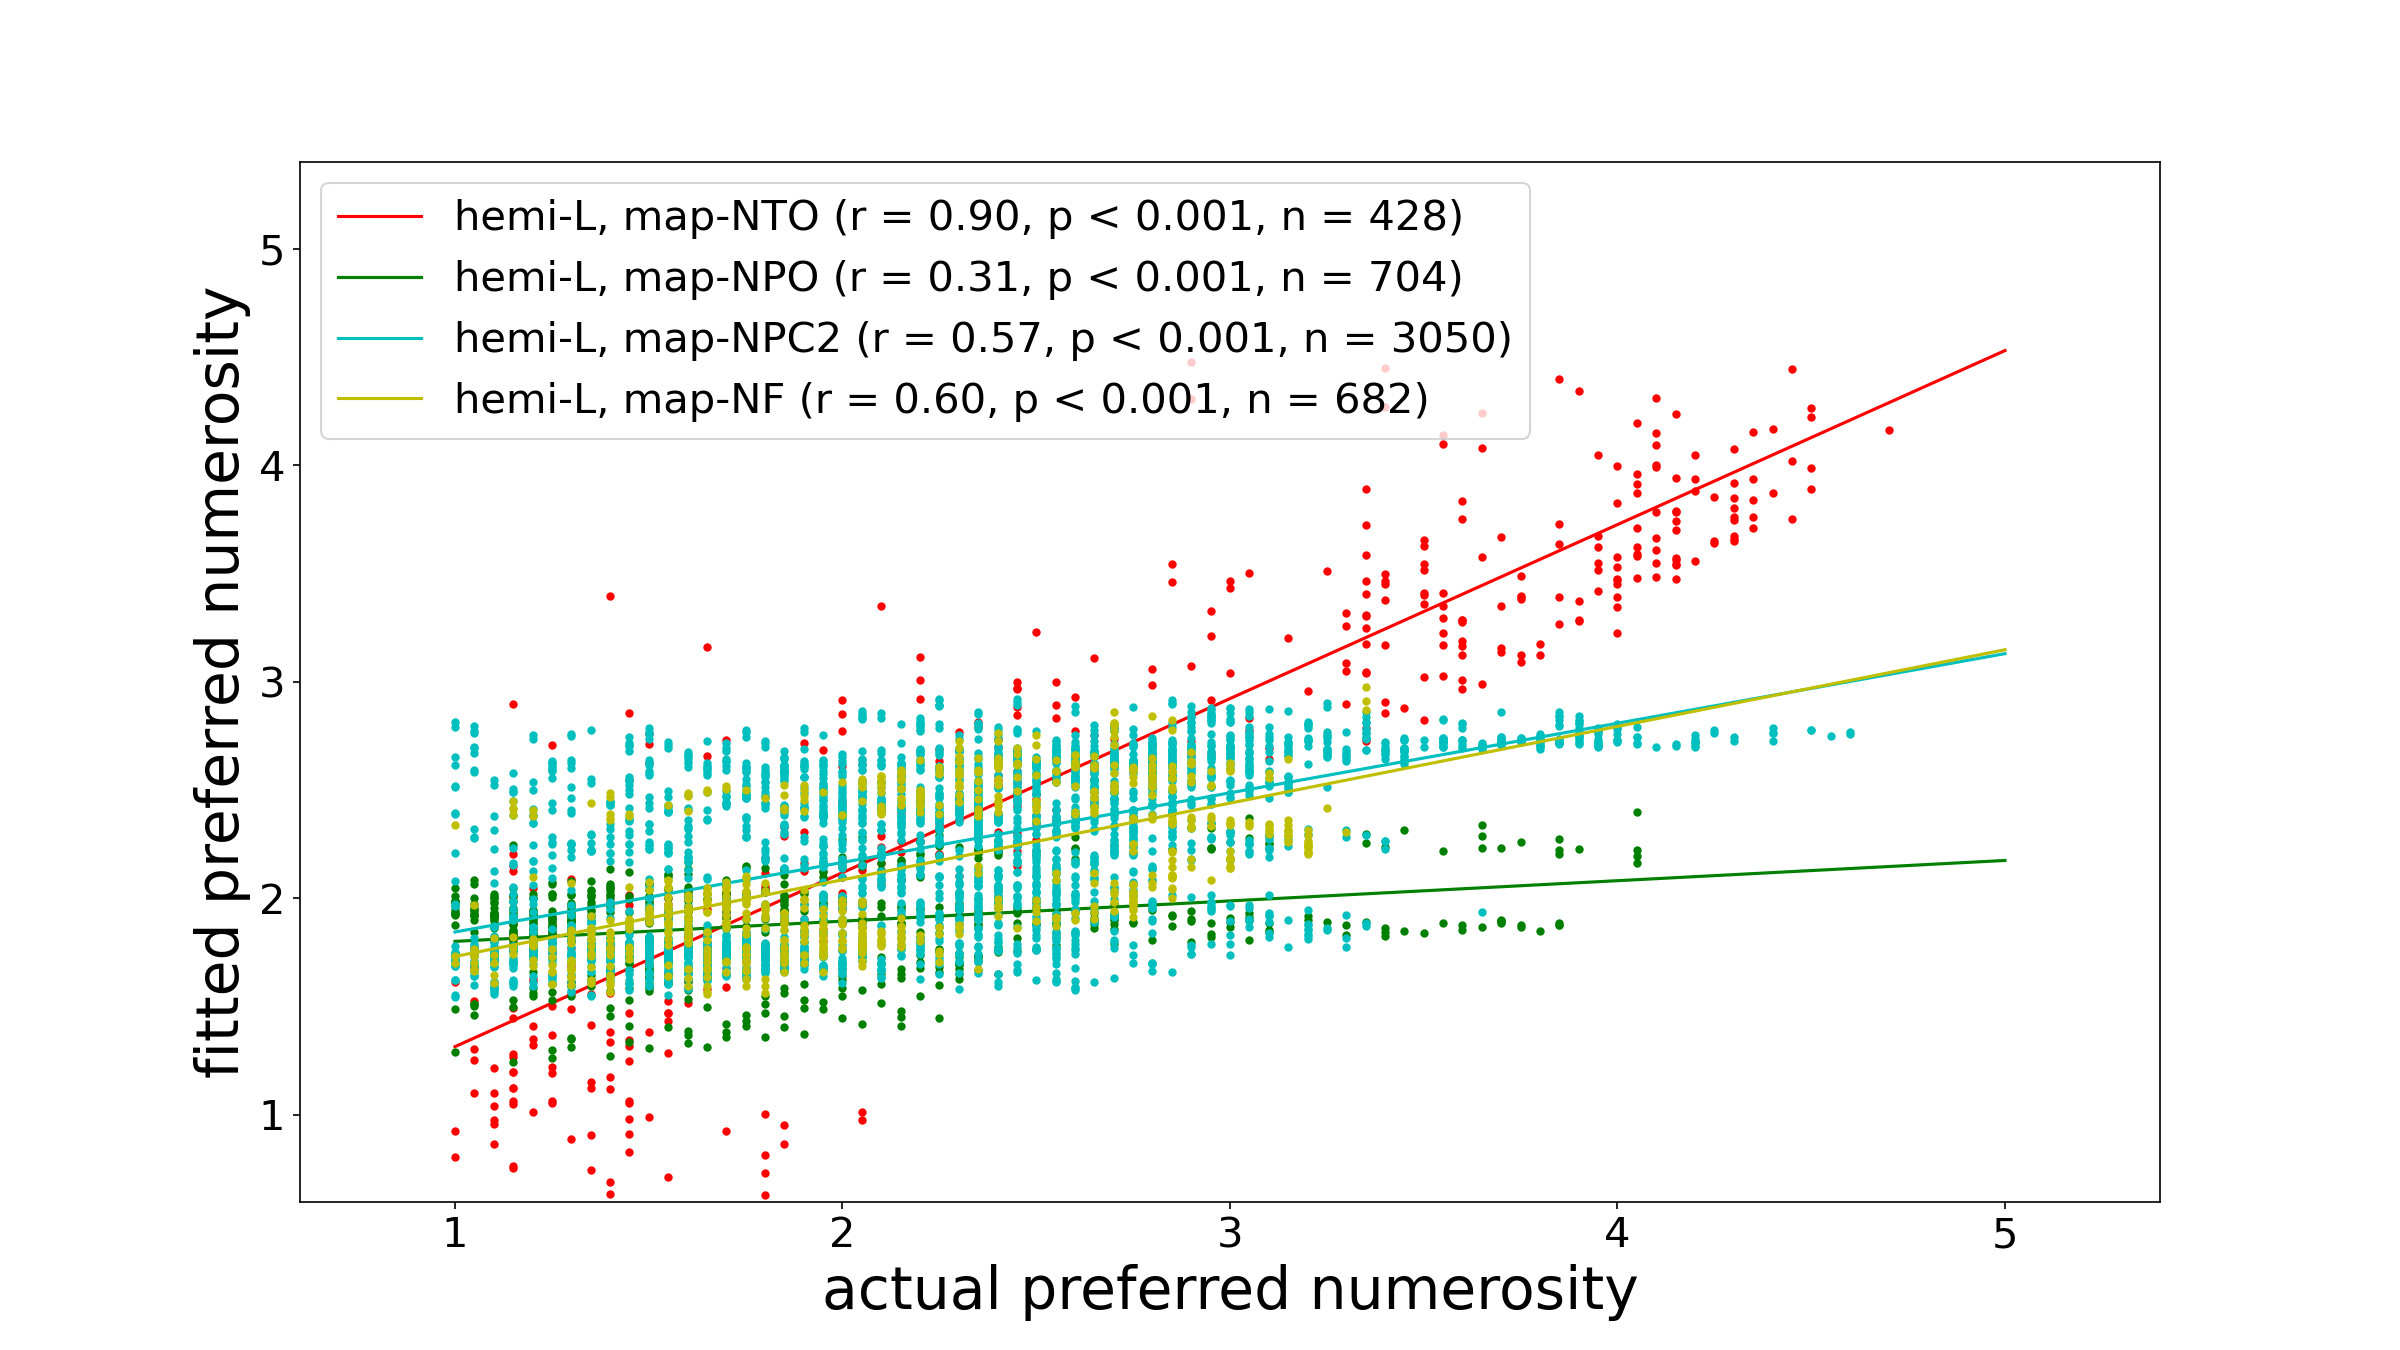 hemi-L, map-NTO (r = 0.90, p < 0.001, n = 428)
hemi-L, map-NPO (r = 0.31, p < 0.001, n = 704)
hemi-L, map-NPC2 (r = 0.57, p < 0.001, n = 3050)
hemi-L, map-NF (r = 0.60, p < 0.001, n = 682)
fitted preferred numerosity
5
4
3
2
1
1 2 3 4 5
actual preferred numerosity